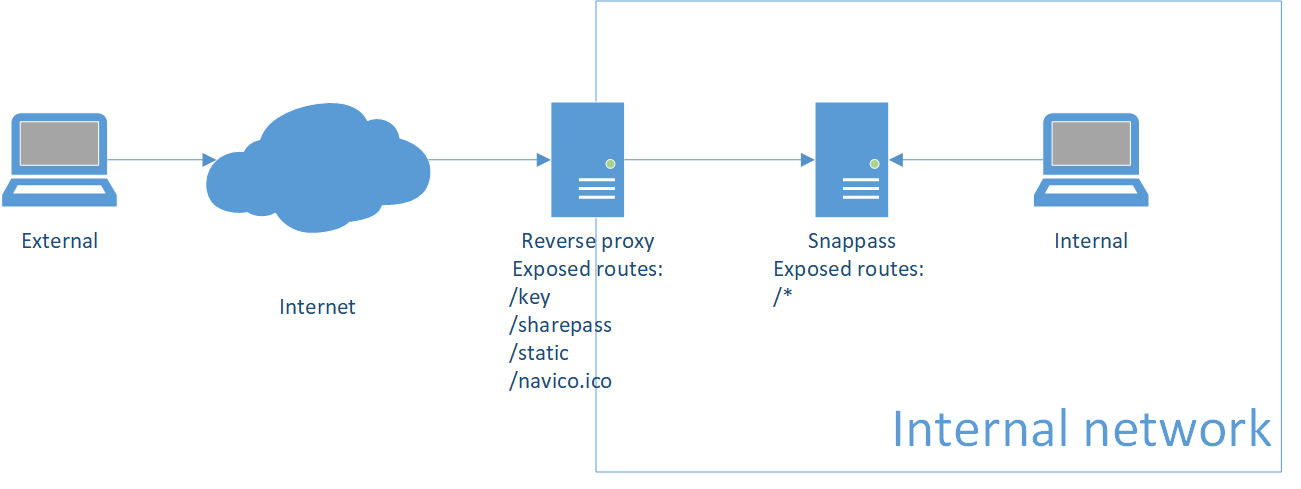 External
Internet
Reverse proxy
Exposed routes:
/key
/sharepass
/static
/navico.ico
Snappass
Exposed routes:
/*
Internal
Internal network